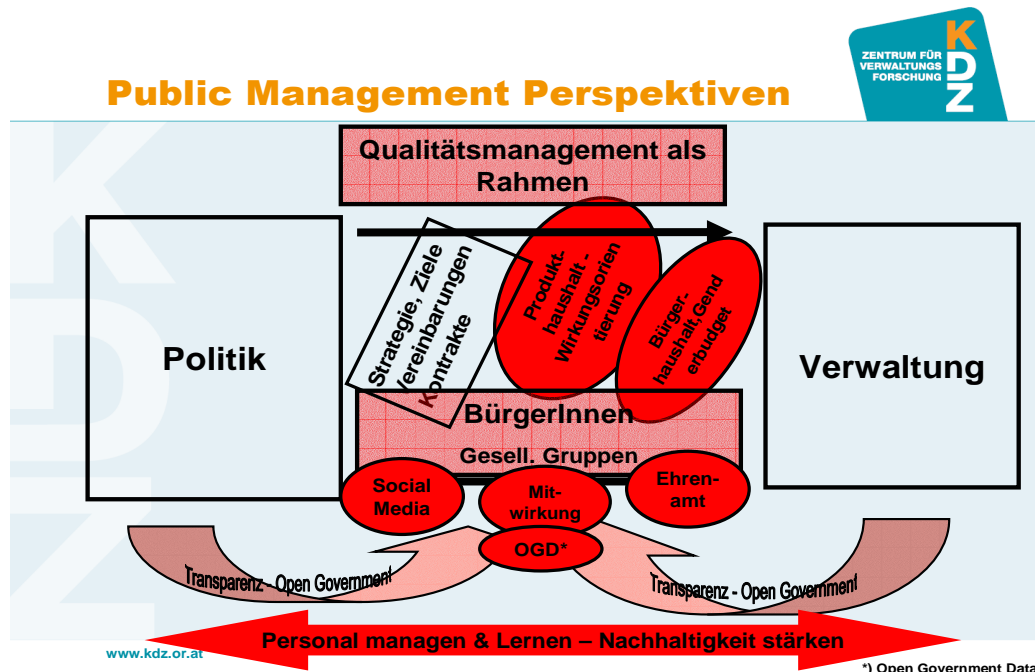 ZENTRUM FÜR
VERWALTUNGS
FORSCHUNG
KDZ
Public Management Perspektiven
Qualitätsmanagement als
Rahmen
Politik
Strategie, Ziele
Vereinbarungen
Kontrakte
Produkt-
haushalt -
Wirkungsorien
tierung
Bürger-
haushalt,Gend
erbudget
Verwaltung
BürgerInnen
Gesell. Gruppen
Social
Media
Mit-
wirkung
Ehren-
amt
OGD*
Transparenz - Open Government
Transparenz - Open Government
Personal managen & Lernen – Nachhaltigkeit stärken
www.kdz.or.at
*) Open Government Data
KDZ